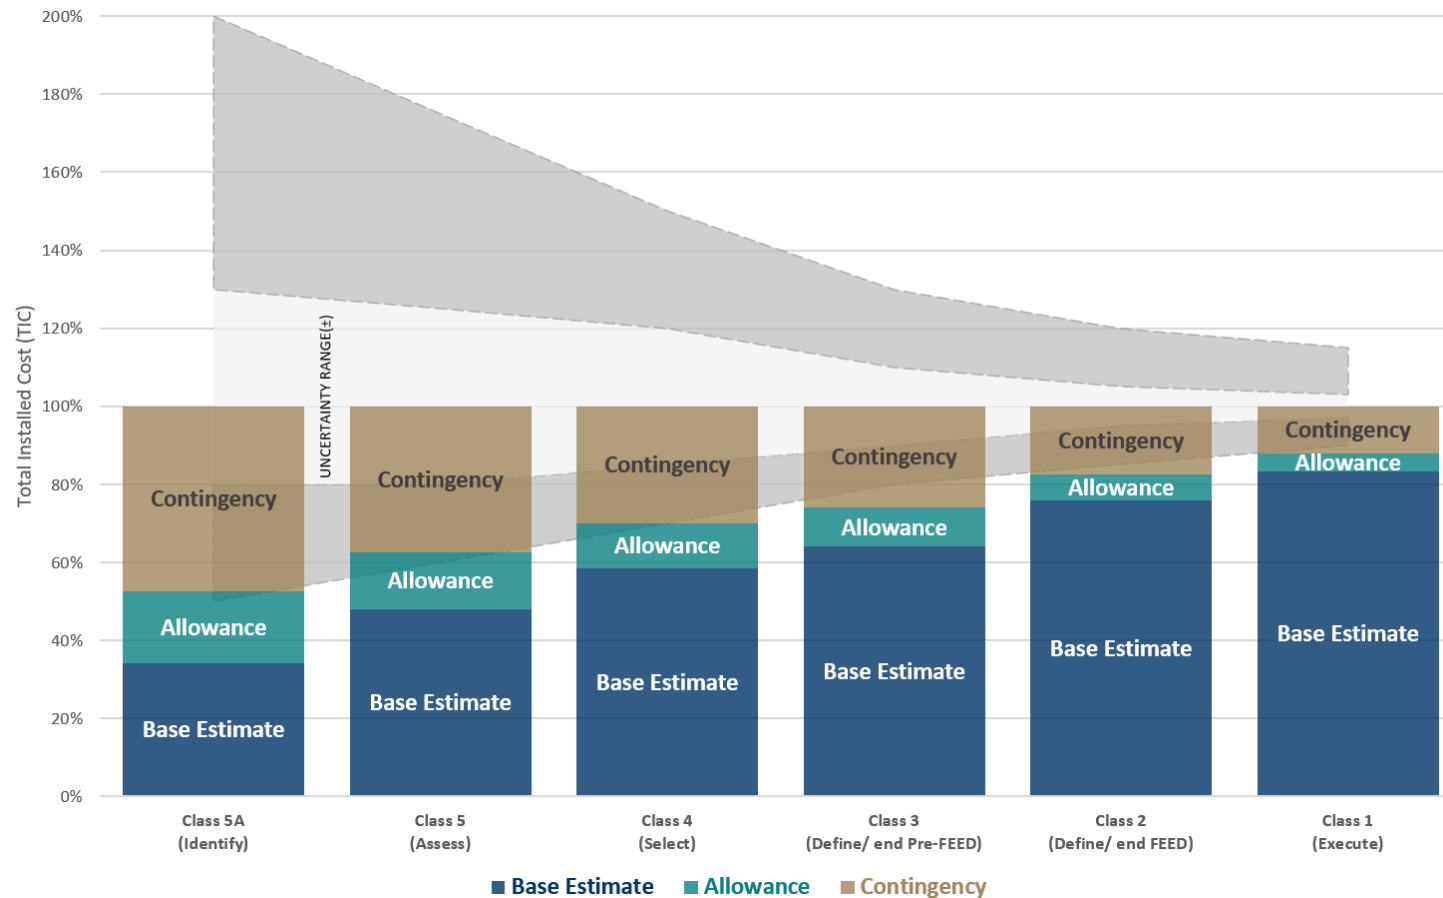 200%
180%
160%
140%
120%
100%
80%
60%
40%
20%
0%
Total Installed Cost (TIC)
UNCERTAINTY RANGE(±)
Contingency
Allowance
Base Estimate
Contingency
Allowance
Base Estimate
Contingency
Allowance
Base Estimate
Contingency
Allowance
Base Estimate
Contingency
Allowance
Base Estimate
Contingency
Allowance
Base Estimate
Class 5A
(Identify)
Class 5
(Assess)
Class 4
(Select)
Class 3
(Define/ end Pre-FEED)
Class 2
(Define/ end FEED)
Class 1
(Execute)
Base Estimate
Allowance
Contingency